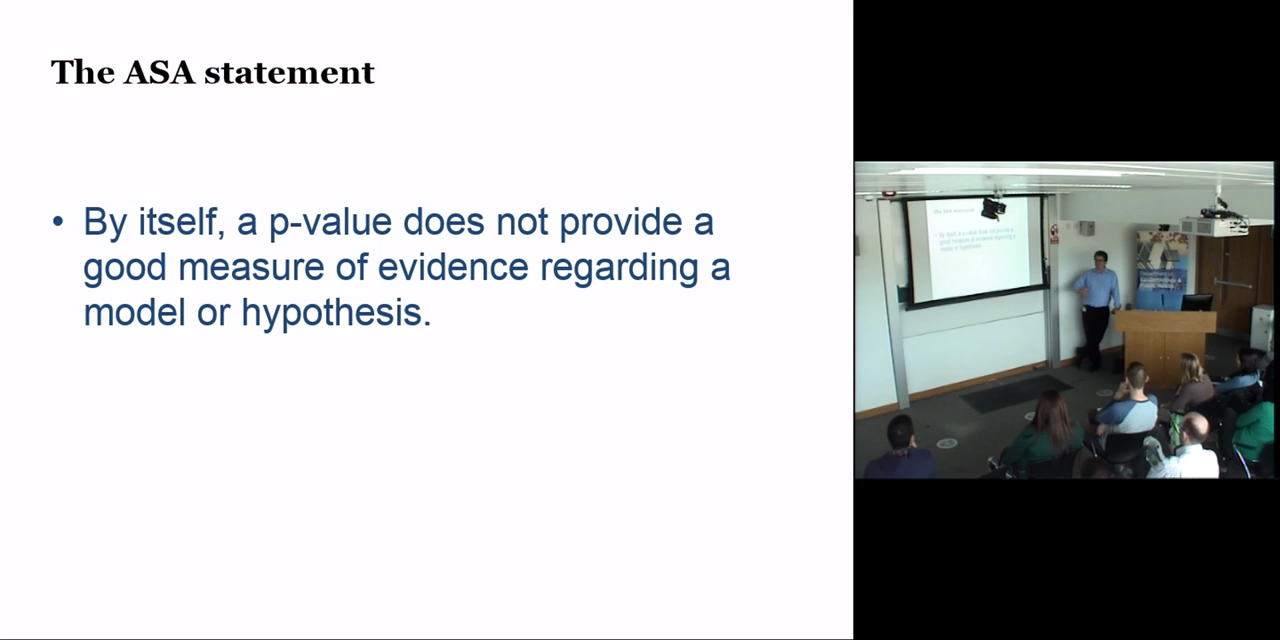 The ASA statement
• By itself, a p-value does not provide a
good measure of evidence regarding a
model or hypothesis.